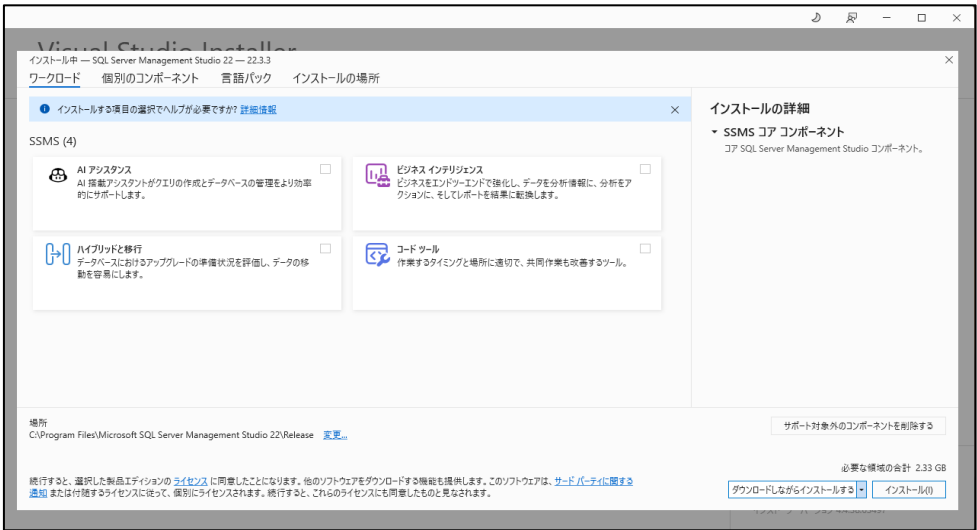 Visual Studio Installer
インストール中 — SQL Server Management Studio 22 — 22.3.3
ワークロード 個別のコンポーネント 言語パック インストールの場所
インストールする項目の選択でヘルプが必要ですか? 詳細情報
SSMS (4)
AI アシスタンス
AI 搭載アシスタントがクエリの作成とデータベースの管理をより効率
的にサポートします。
ビジネス インテリジェンス
ビジネスをエンドツーエンドで強化し、データを分析情報に、分析をア
クションに、そしてレポートを結果に転換します。
ハイブリッドと移行
データベースにおけるアップグレードの準備状況を評価し、データの移
動を容易にします。
コード ツール
作業するタイミングと場所に適切で、共同作業も改善するツール。
インストールの詳細
SSMS コア コンポーネント
コア SQL Server Management Studio コンポーネント。
場所
C:\Program Files\Microsoft SQL Server Management Studio 22\Release 変更...
サポート対象外のコンポーネントを削除する
必要な領域の合計 2.33 GB
続行すると、選択した製品エディションの ライセンス に同意したことになります。他のソフトウェアをダウンロードする機能も提供します。このソフトウェアは、サード パーティに関する
通知 または付随するライセンスに従って、個別にライセンスされます。続行すると、これらのライセンスにも同意したものと見なされます。
ダウンロードしながらインストールする インストール(I)